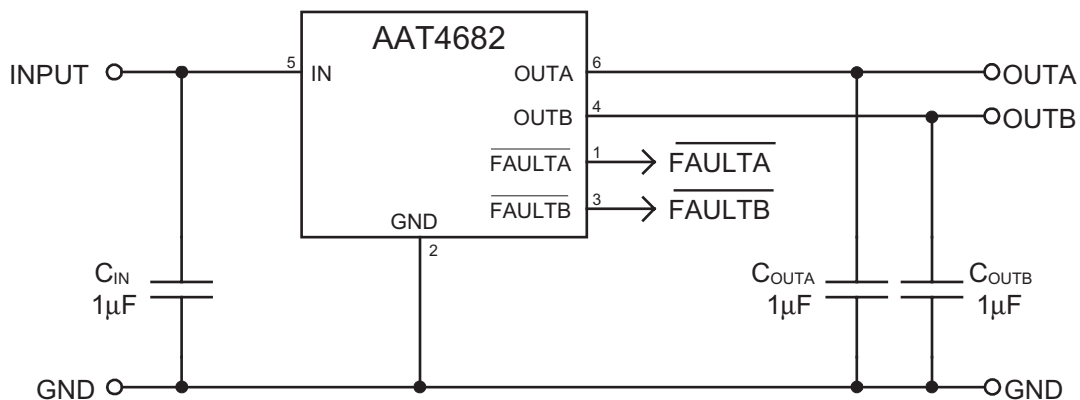 AAT4682
INPUT
5
IN
OUTA
6
OUTA
OUTB
4
OUTB
FAULTA
1
FAULTA
FAULTB
3
FAULTB
GND
2
CIN
1μF
COUTA
1μF
COUTB
1μF
GND
GND